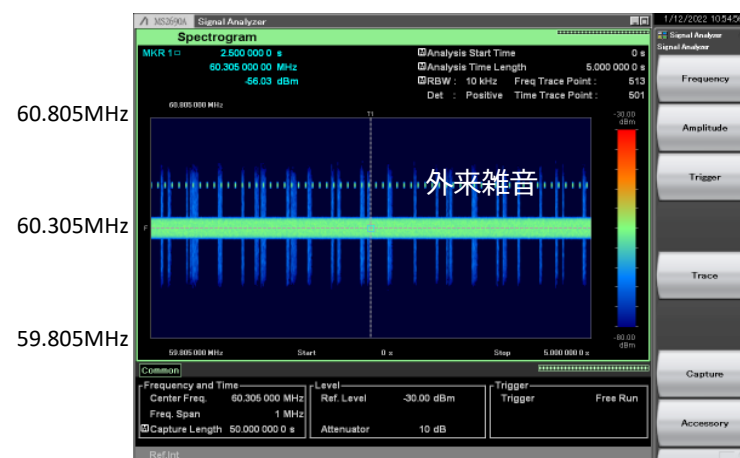 MS2690A Signal Analyzer
1/12/2022 10:54:56
Spectrogram
MKR 1 2.500 000 0 s
60.305 000 00 MHz
-56.03 dBm
Analysis Start Time 0 s
Analysis Time Length 5.000 000 0 s
RBW : 10 kHz Freq Trace Point : 513
Det : Positive Time Trace Point : 501
60.805MHz
60.305MHz
59.805MHz
60.805 000 MHz
T1
-30.00
dBm
外来雑音
F
-80.00
dBm
59.805 000 MHz Start 0 s Stop 5.000 000 0 s
Common
Frequency and Time
Center Freq. 60.305 000 MHz
Freq. Span 1 MHz
Capture Length 50.000 000 0 s
Level
Ref. Level -30.00 dBm
Attenuator 10 dB
Trigger
Trigger Free Run
Ref.Int
Signal Analyzer
Signal Analyzer
Frequency
Amplitude
Trigger
Trace
Capture
Accessory